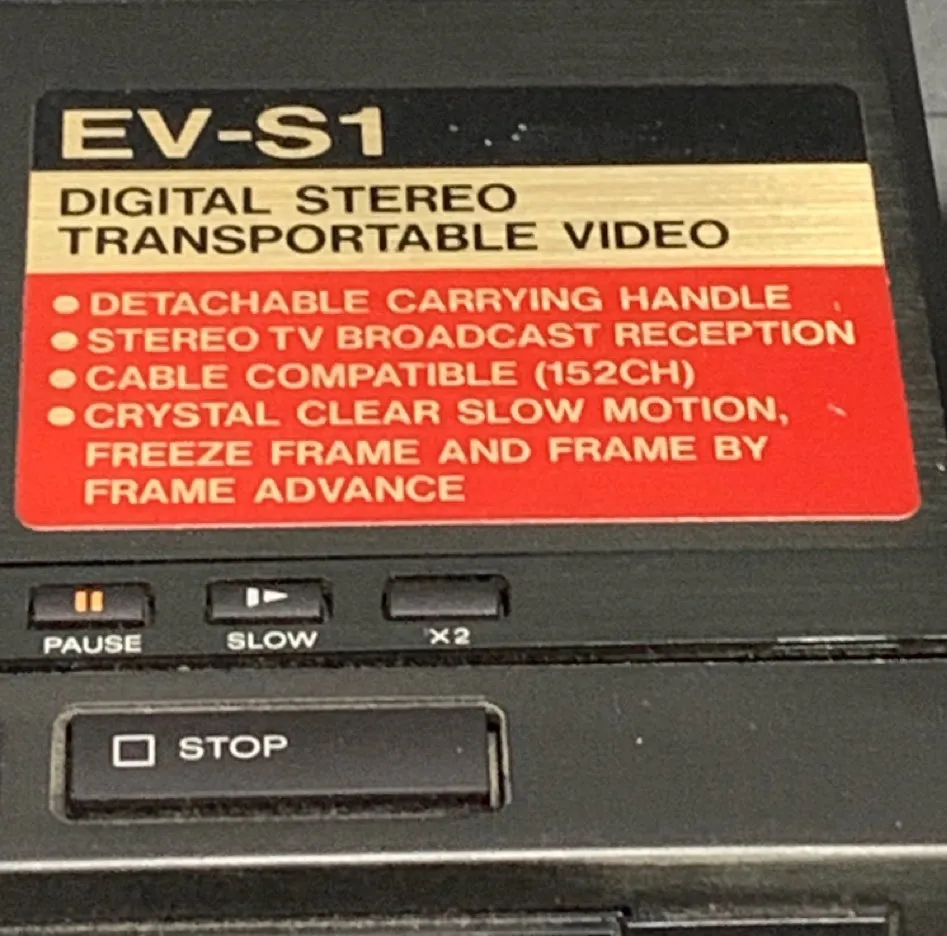 EV-S1
DIGITAL STEREO
TRANSPORTABLE VIDEO
● DETACHABLE CARRYING HANDLE
● STEREO TV BROADCAST RECEPTION
● CABLE COMPATIBLE (152CH)
● CRYSTAL CLEAR SLOW MOTION,
FREEZE FRAME AND FRAME BY
FRAME ADVANCE
PAUSE SLOW X2
STOP